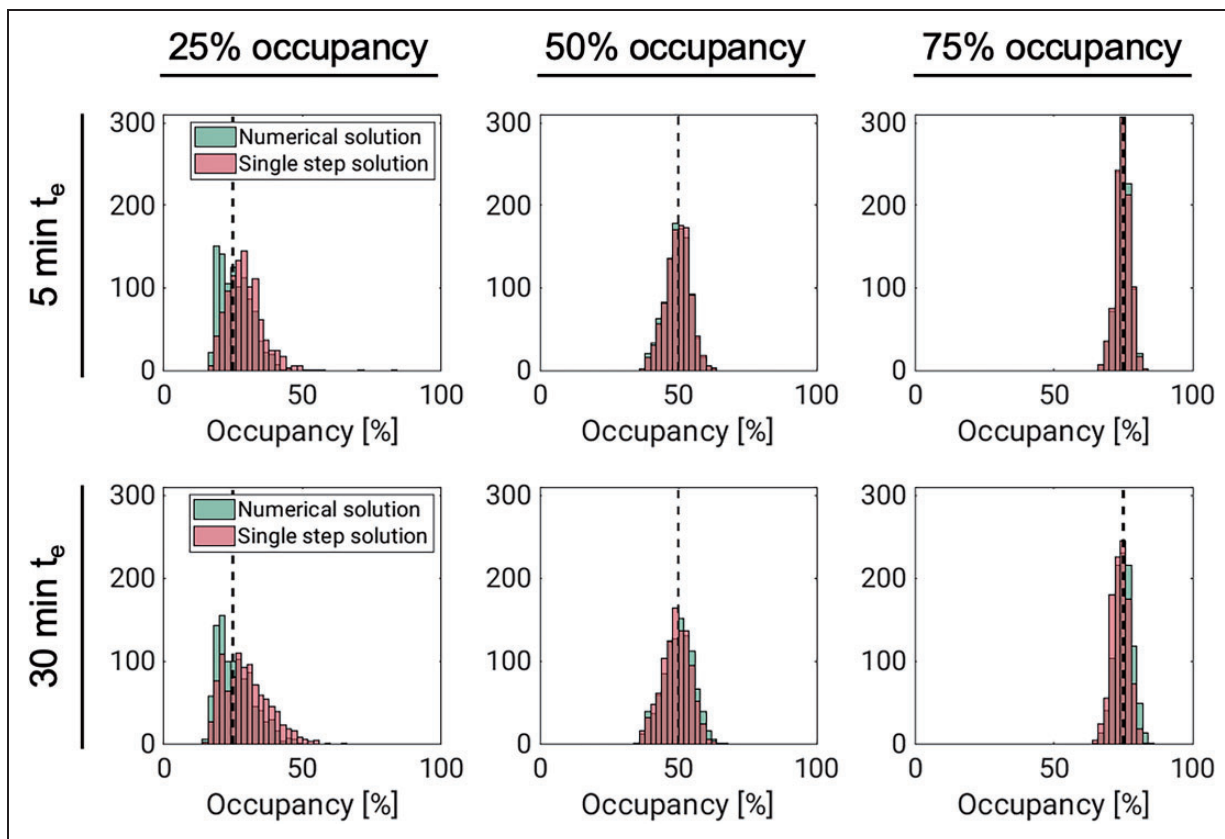 25% occupancy 50% occupancy 75% occupancy
5 min te
300 300 300
Numerical solution
Single step solution
200 200 200
100 100 100
0 0 0
0 50 100 0 50 100 0 50 100
Occupancy [%] Occupancy [%] Occupancy [%]
30 min te
300 300 300
Numerical solution
Single step solution
200 200 200
100 100 100
0 0 0
0 50 100 0 50 100 0 50 100
Occupancy [%] Occupancy [%] Occupancy [%]